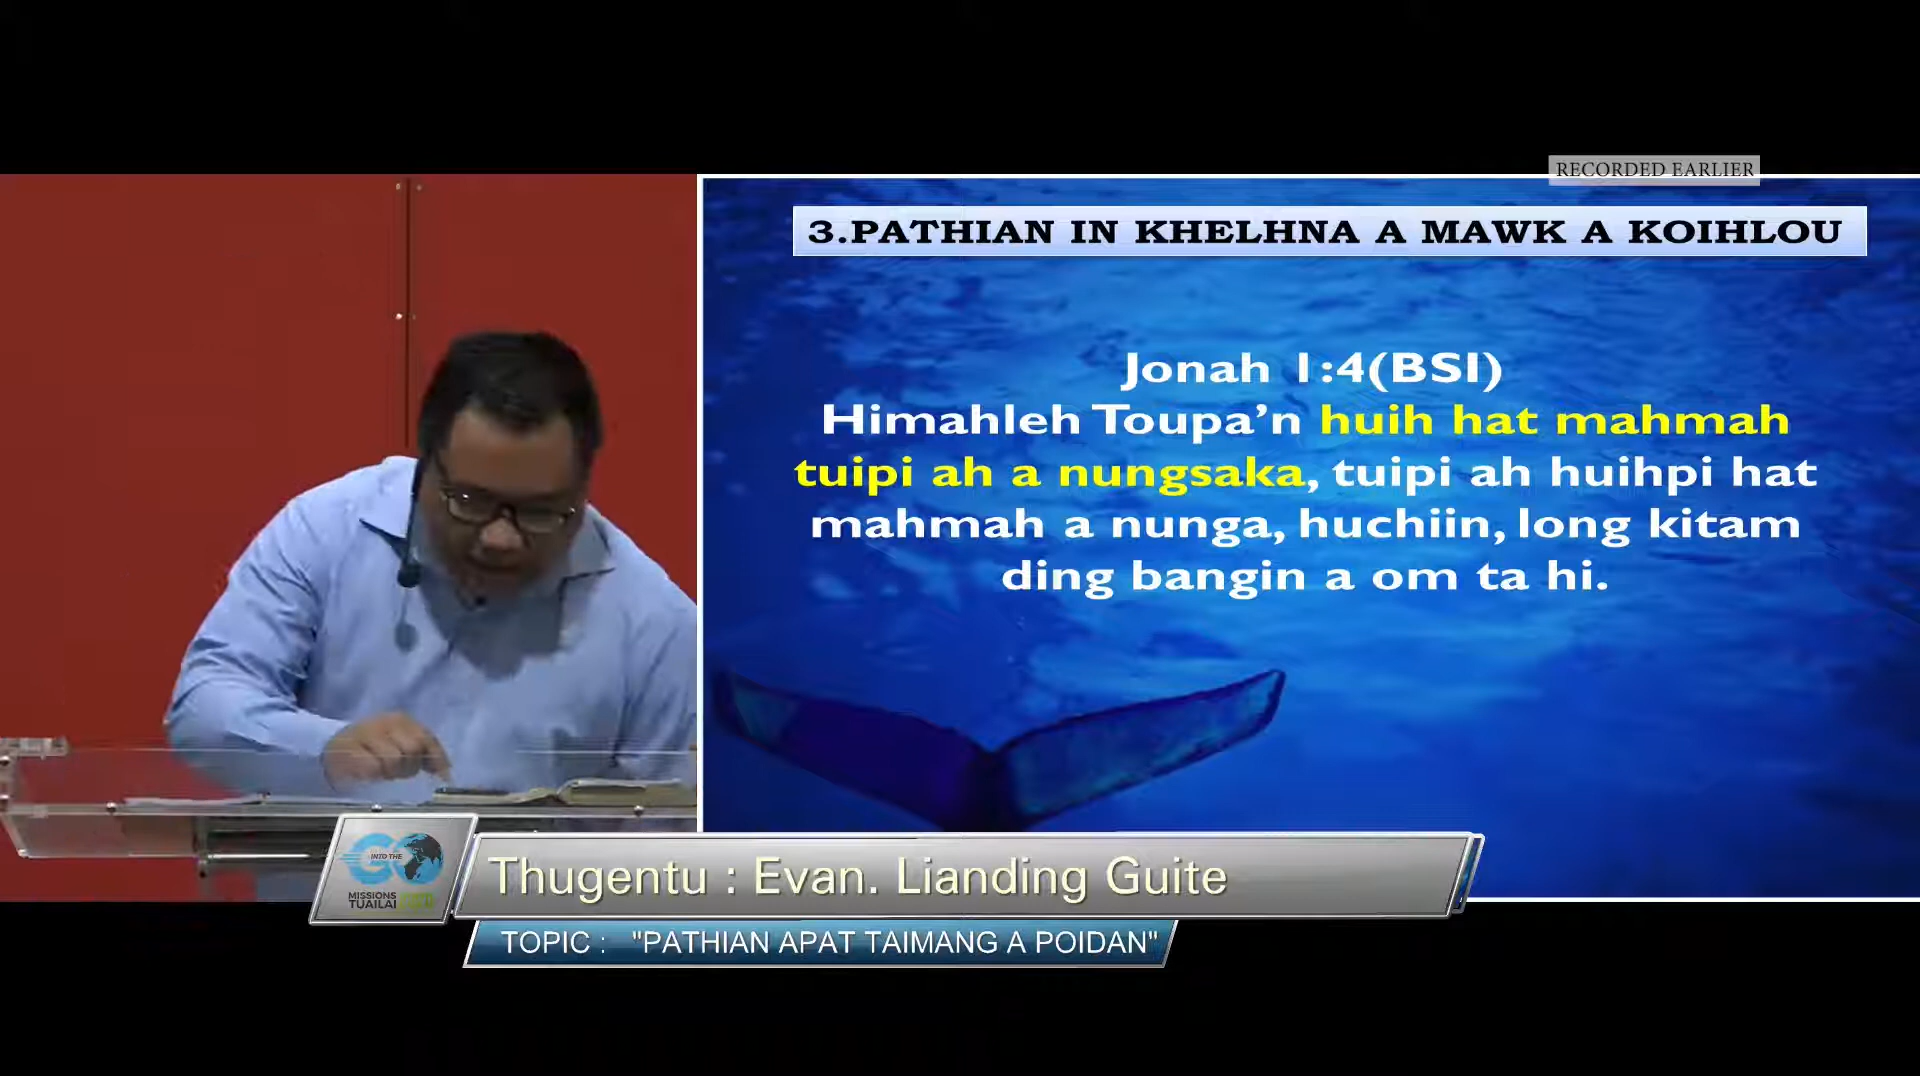 RECORDED EARLIER
3.PATHIAN IN KHELHNA A MAWK A KOIHLOU
Jonah 1:4(BSI)
Himahleh Toupa’n huih hat mahmah
tuipi ah a nungsaka, tuipi ah huihpi hat
mahmah a nunga, huchiin, long kitam
ding bangin a om ta hi.
GO
INTO THE
MISSIONS
TUAILAI
Thugentu : Evan. Lianding Guite
TOPIC : "PATHIAN APAT TAIMANG A POIDAN"